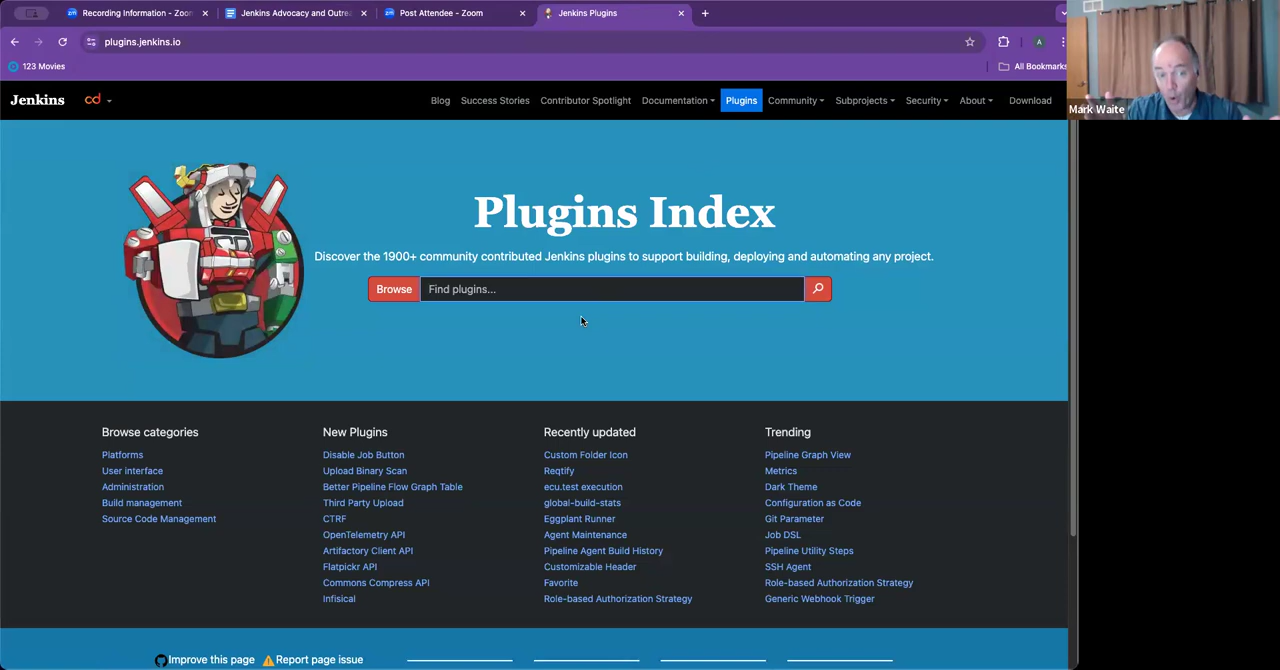 Recording Information - Zoom
Jenkins Advocacy and Outrea
Post Attendee - Zoom
Jenkins Plugins
plugins.jenkins.io
A
123 Movies
All Bookmarks
Mark Waite
Jenkins
cd
Blog
Success Stories
Contributor Spotlight
Documentation
Plugins
Community
Subprojects
Security
About
Download
Plugins Index
Discover the 1900+ community contributed Jenkins plugins to support building, deploying and automating any project.
Browse
Find plugins...
Browse categories
Platforms
User interface
Administration
Build management
Source Code Management
New Plugins
Disable Job Button
Upload Binary Scan
Better Pipeline Flow Graph Table
Third Party Upload
CTRF
OpenTelemetry API
Artifactory Client API
Flatpickr API
Commons Compress API
Infisical
Recently updated
Custom Folder Icon
Reqtify
ecu.test execution
global-build-stats
Eggplant Runner
Agent Maintenance
Pipeline Agent Build History
Customizable Header
Favorite
Role-based Authorization Strategy
Trending
Pipeline Graph View
Metrics
Dark Theme
Configuration as Code
Git Parameter
Job DSL
Pipeline Utility Steps
SSH Agent
Role-based Authorization Strategy
Generic Webhook Trigger
Improve this page
Report page issue